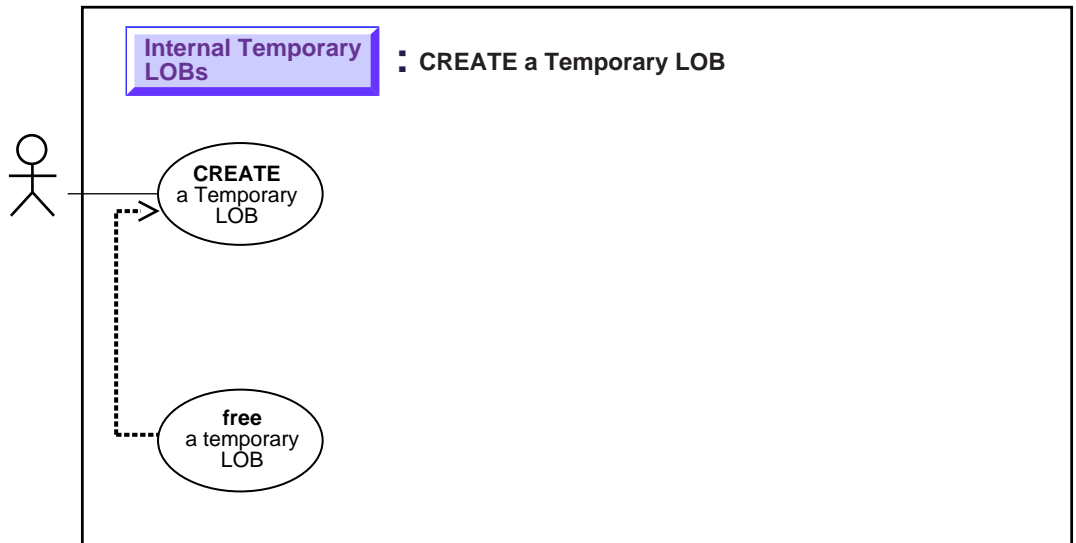 Internal Temporary
LOBs
: CREATE a Temporary LOB
CREATE
a Temporary
LOB
free
a temporary
LOB